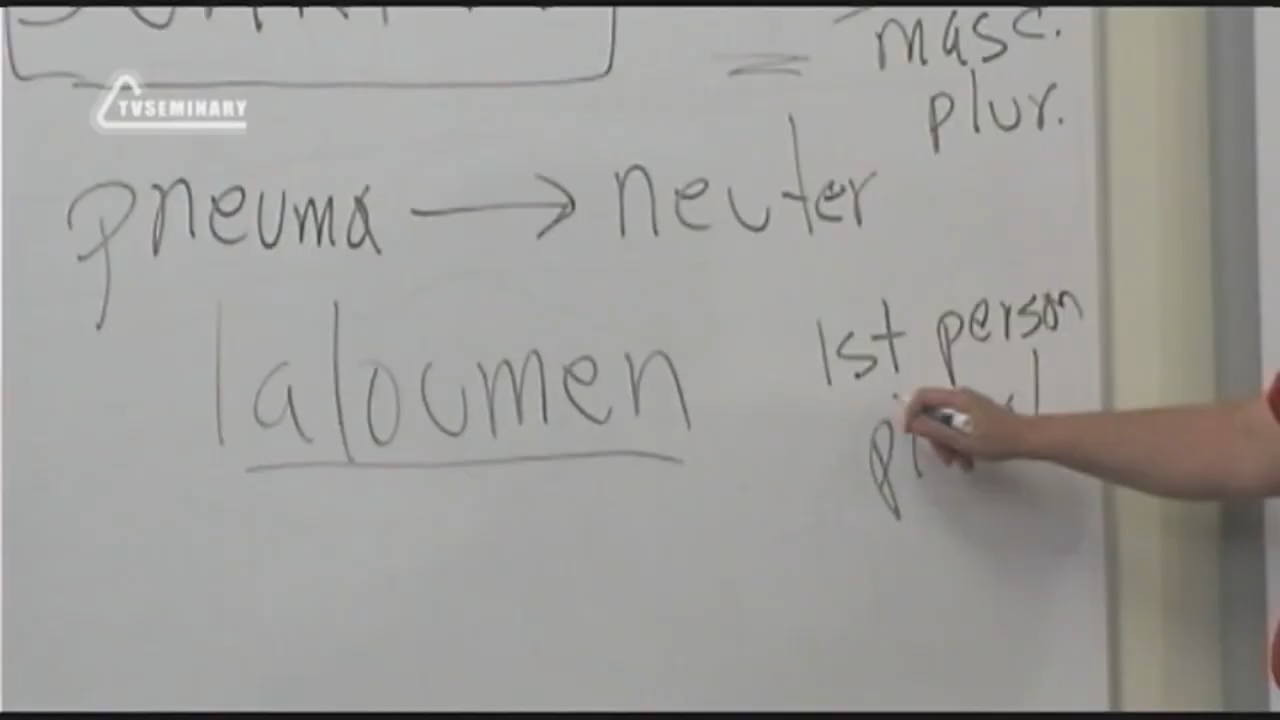 masc.
plur.
TVSEMINARY
pneuma → neuter
1st person
laloumen